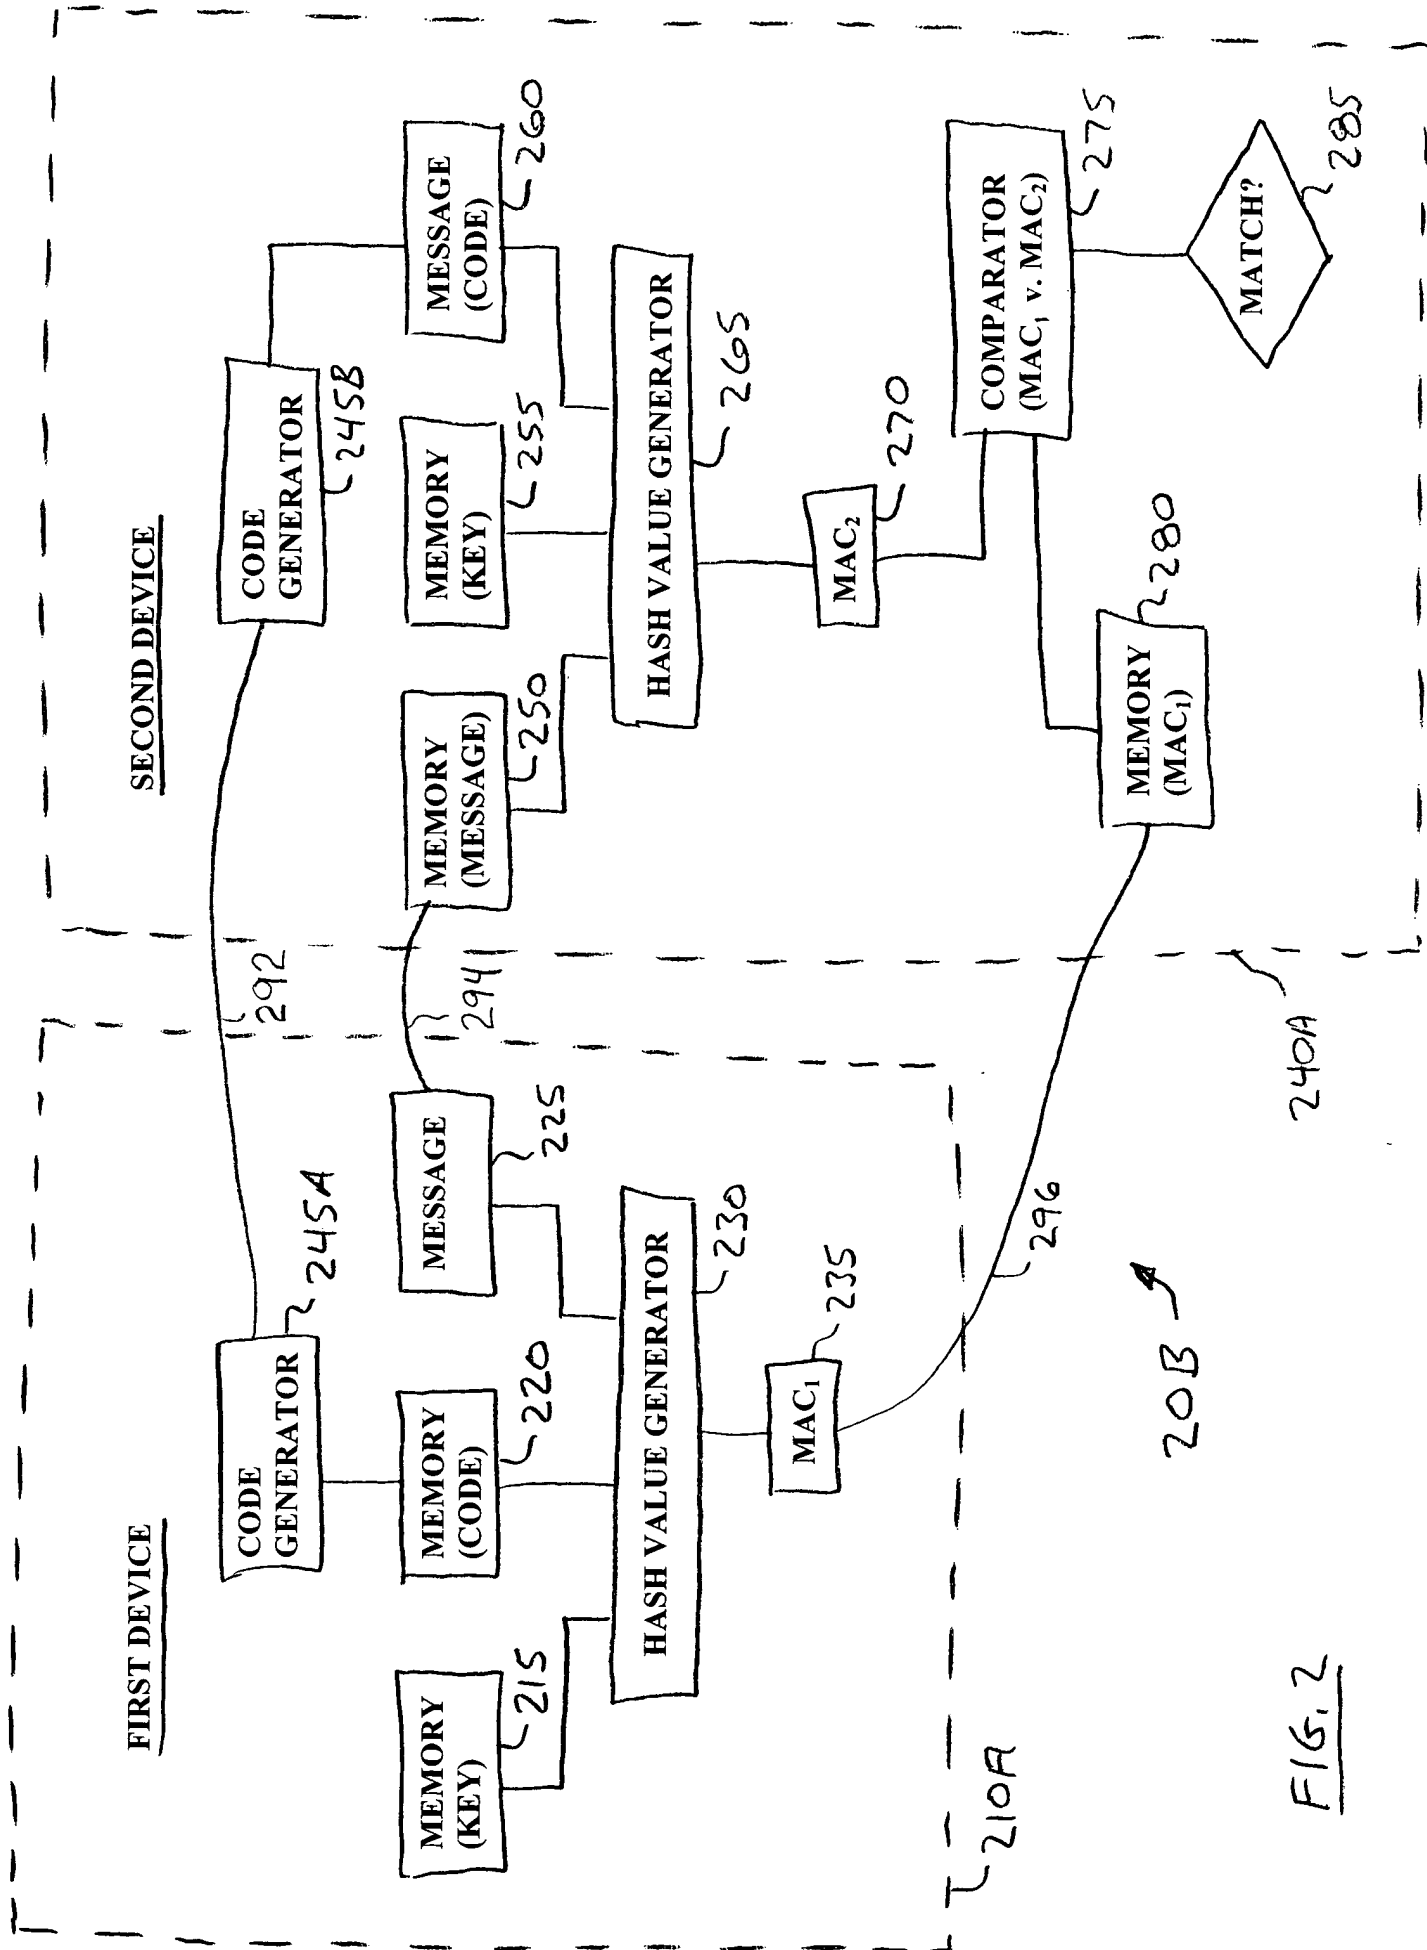 FIRST DEVICE
CODE
GENERATOR
245A
MEMORY
(KEY)
215
MEMORY
(CODE)
220
MESSAGE
225
HASH VALUE GENERATOR
230
MAC₁
235
210A
292
294
296
SECOND DEVICE
CODE
GENERATOR
245B
MEMORY
(MESSAGE)
250
MEMORY
(KEY)
255
MESSAGE
(CODE)
260
HASH VALUE GENERATOR
265
MAC₂
270
COMPARATOR
(MAC₁ v. MAC₂)
275
MEMORY
(MAC₁)
280
MATCH?
285
240A
20B
FIG. 2